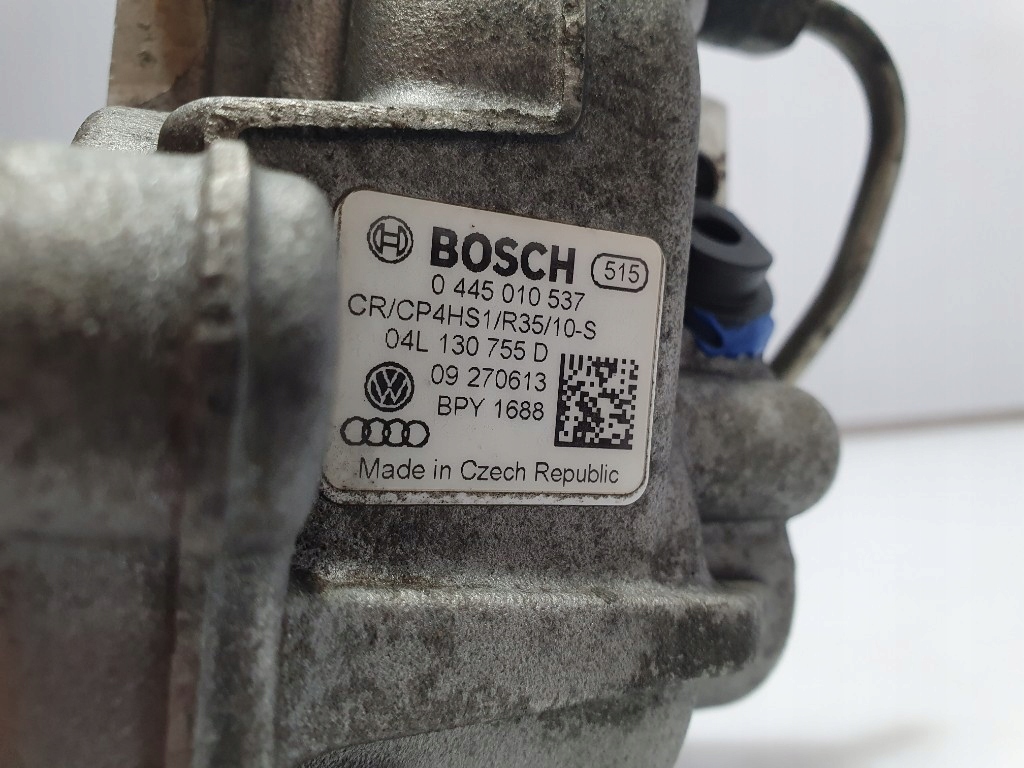 BOSCH 515
0 445 010 537
CR/CP4HS1/R35/10-S
04L 130 755 D
09 270613
BPY 1688
Made in Czech Republic